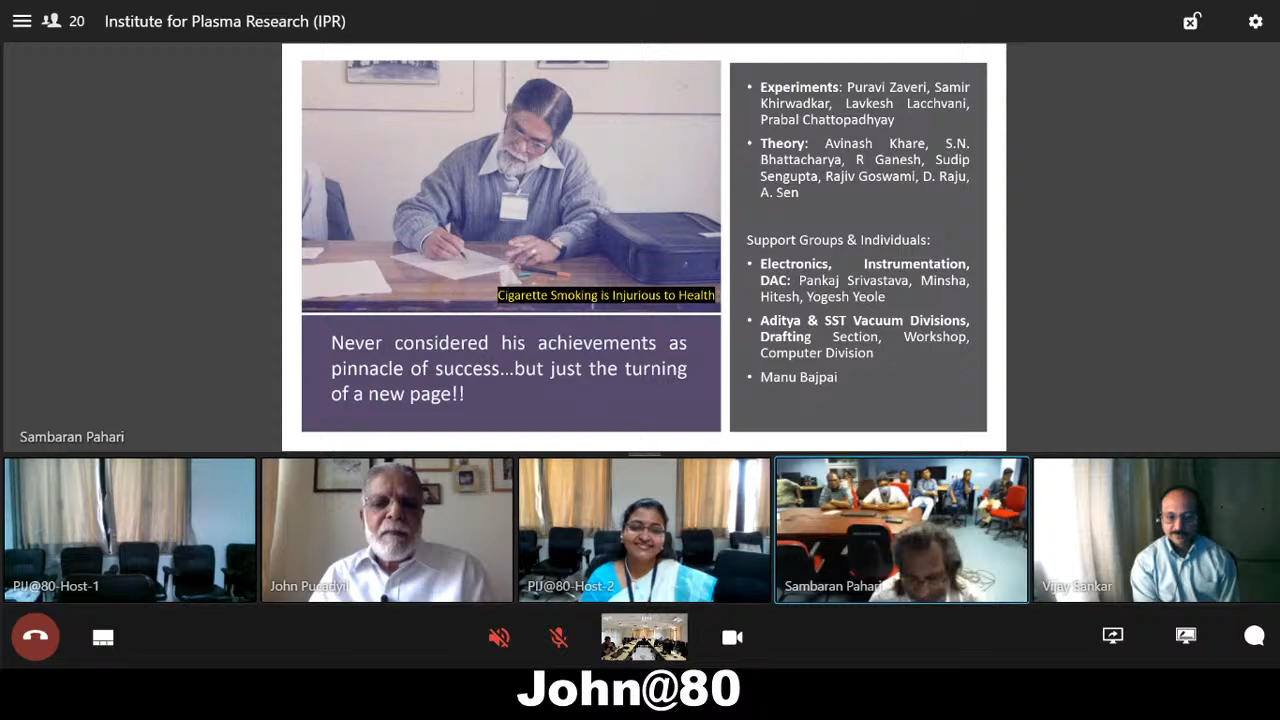 20 Institute for Plasma Research (IPR)
Cigarette Smoking is Injurious to Health
Never considered his achievements as
pinnacle of success...but just the turning
of a new page!!
• Experiments: Puravi Zaveri, Samir
Khirwadkar, Lavkesh Lacchvani,
Prabal Chattopadhyay
• Theory: Avinash Khare, S.N.
Bhattacharya, R Ganesh, Sudip
Sengupta, Rajiv Goswami, D. Raju,
A. Sen
Support Groups & Individuals:
• Electronics, Instrumentation,
DAC: Pankaj Srivastava, Minsha,
Hitesh, Yogesh Yeole
• Aditya & SST Vacuum Divisions,
Drafting Section, Workshop,
Computer Division
• Manu Bajpai
Sambaran Pahari
PIJ@80-Host-1
John Pucadyil
PIJ@80-Host-2
Sambaran Pahari
Vijay Sankar
John@80